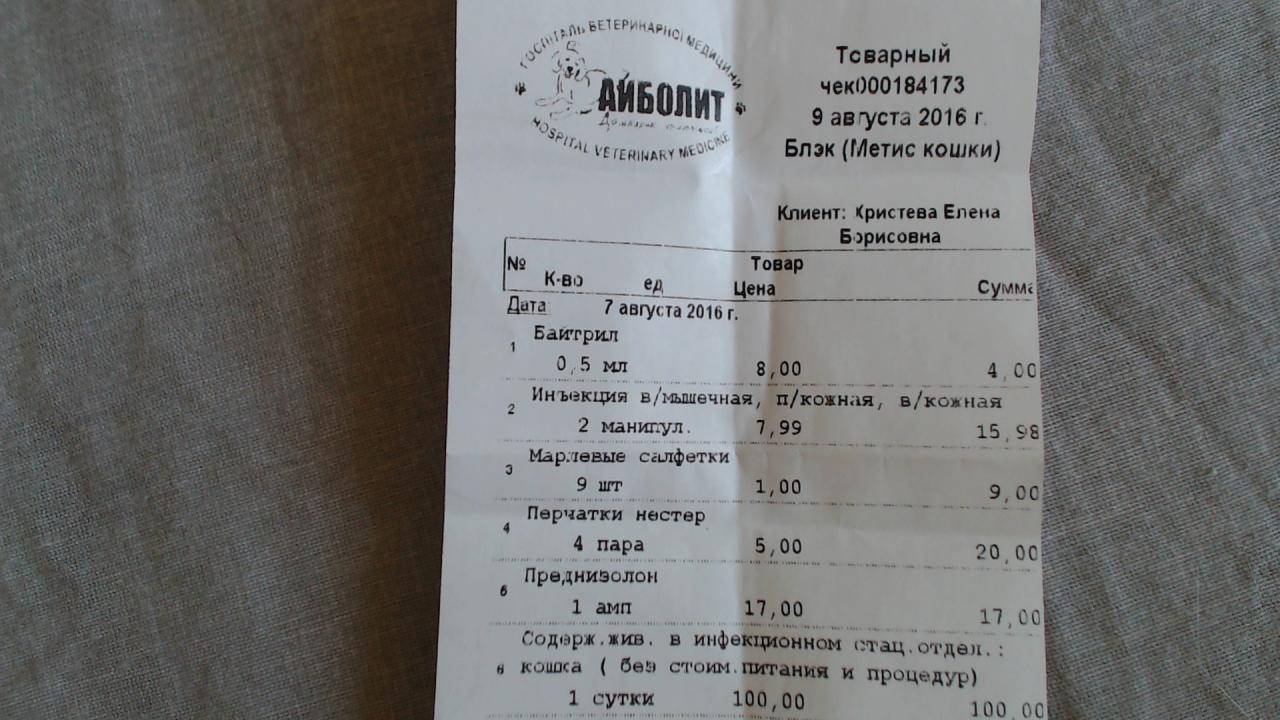 ГОСПІТАЛЬ ВЕТЕРИНАРНОЇ МЕДИЦИНИ
АЙБОЛИТ
HOSPITAL VETERINARY MEDICINE
Товарный
чек000184173
9 августа 2016 г.
Блэк (Метис кошки)
Клиент: Кристева Елена
Борисовна
№ Товар
К-во ед Цена Сумма
Дата: 7 августа 2016 г.
1 Байтрил
0,5 мл 8,00 4,00
2 Инъекция в/мышечная, п/кожная, в/кожная
2 манипул. 7,99 15,98
3 Марлевые салфетки
9 шт 1,00 9,00
4 Перчатки нестер
4 пара 5,00 20,00
Преднизолон
1 амп 17,00 17,00
Содерж.жив. в инфекционном стац.отдел.:
6 кошка ( без стоим.питания и процедур)
1 сутки 100,00 100,00